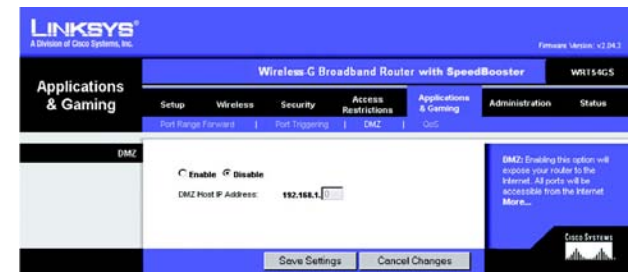 LINKSYS®
A Division of Cisco Systems, Inc.
Firmware Version: v2.04.3
Wireless-G Broadband Router with SpeedBooster
WRT54GS
Applications
& Gaming
Setup
Wireless
Security
Access
Restrictions
Applications
& Gaming
Administration
Status
Port Range Forward | Port Triggering | DMZ | QoS
DMZ
Enable Disable
DMZ Host IP Address: 192.168.1. 0
DMZ: Enabling this option will
expose your router to the
Internet. All ports will be
accessible from the Internet
More...
Save Settings
Cancel Changes
CISCO SYSTEMS